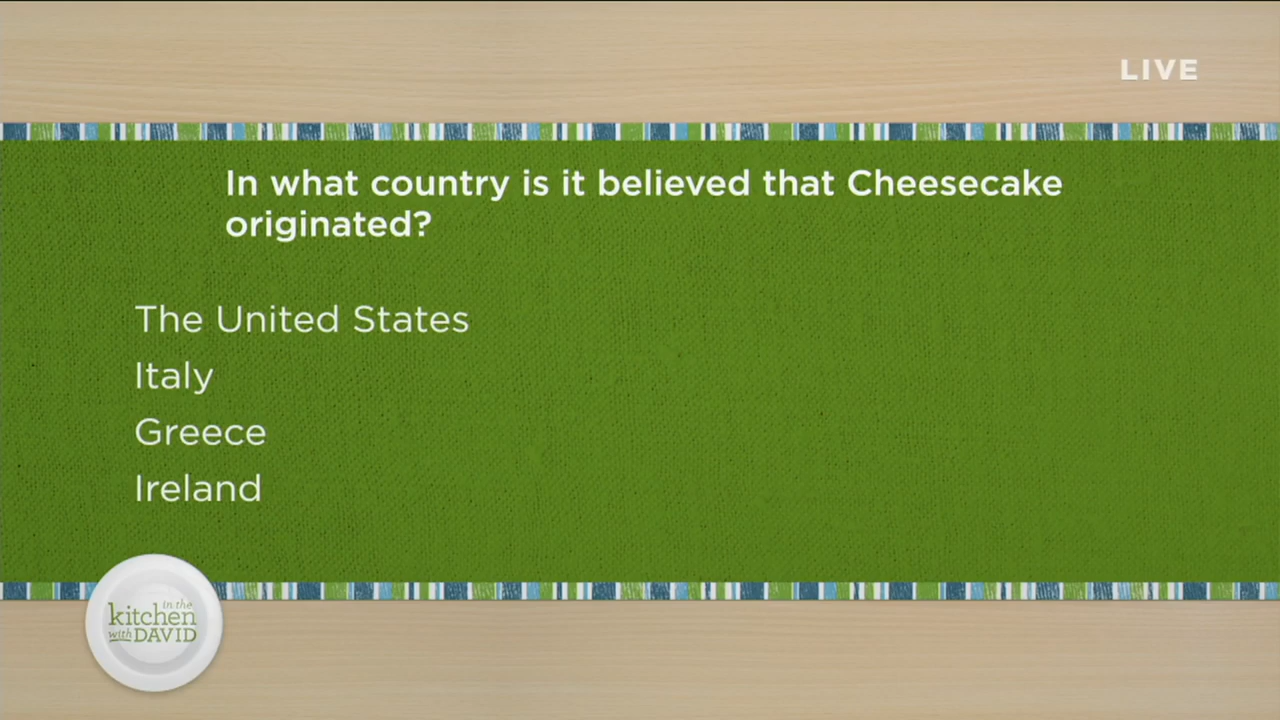 LIVE
In what country is it believed that Cheesecake
originated?
The United States
Italy
Greece
Ireland
in the
kitchen
with DAVID